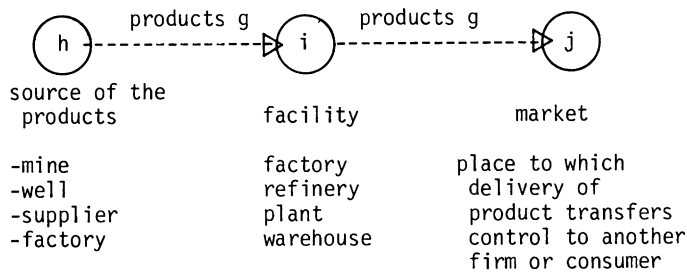 products g
products g
h
i
j
source of the
products
facility
market
-mine
-well
-supplier
-factory
factory
refinery
plant
warehouse
place to which
delivery of
product transfers
control to another
firm or consumer